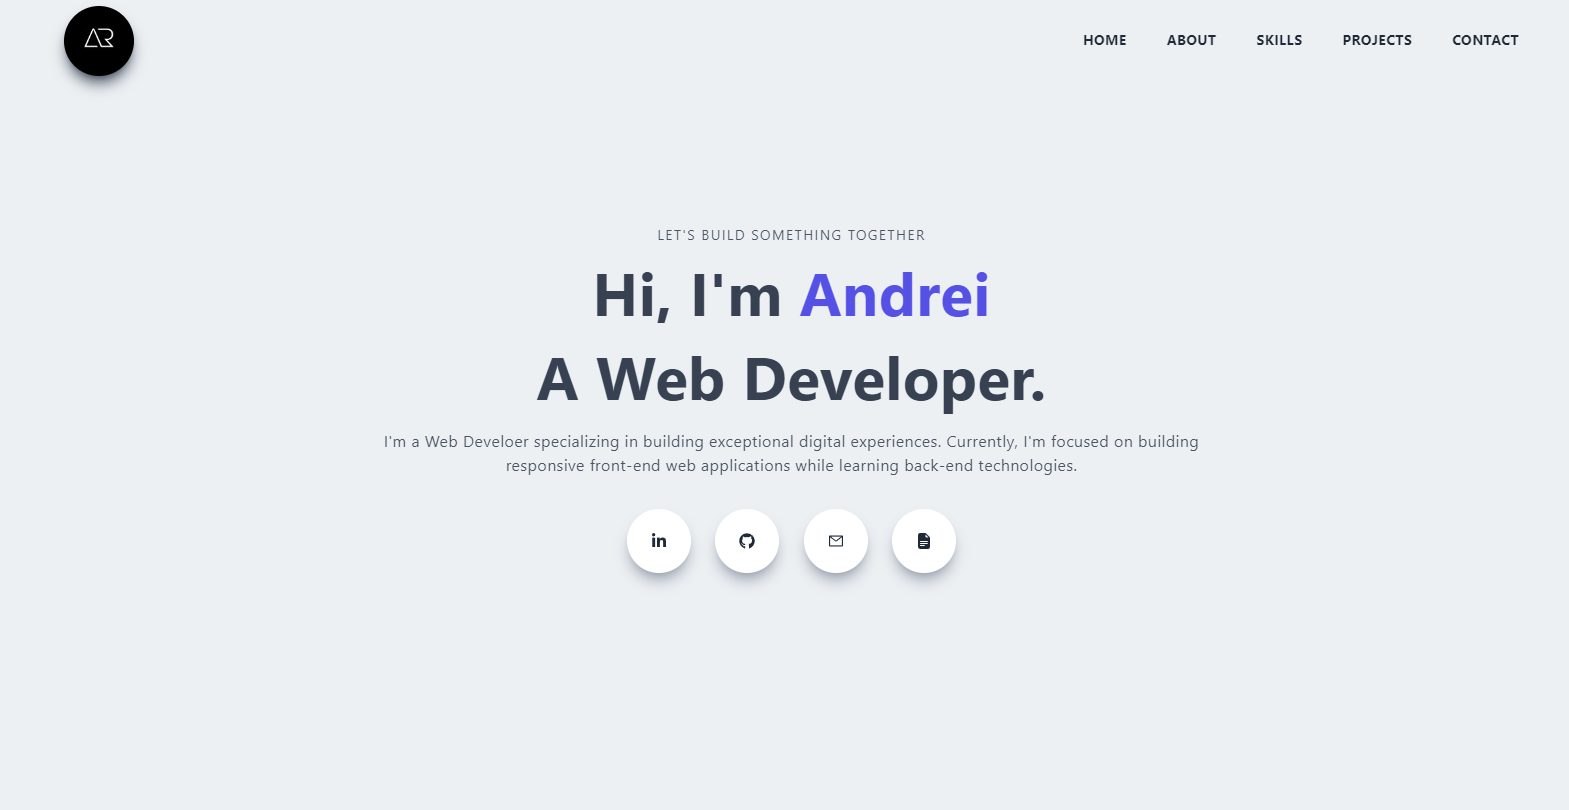 AR
HOME ABOUT SKILLS PROJECTS CONTACT
LET'S BUILD SOMETHING TOGETHER
Hi, I'm Andrei
A Web Developer.
I'm a Web Develoer specializing in building exceptional digital experiences. Currently, I'm focused on building
responsive front-end web applications while learning back-end technologies.
in